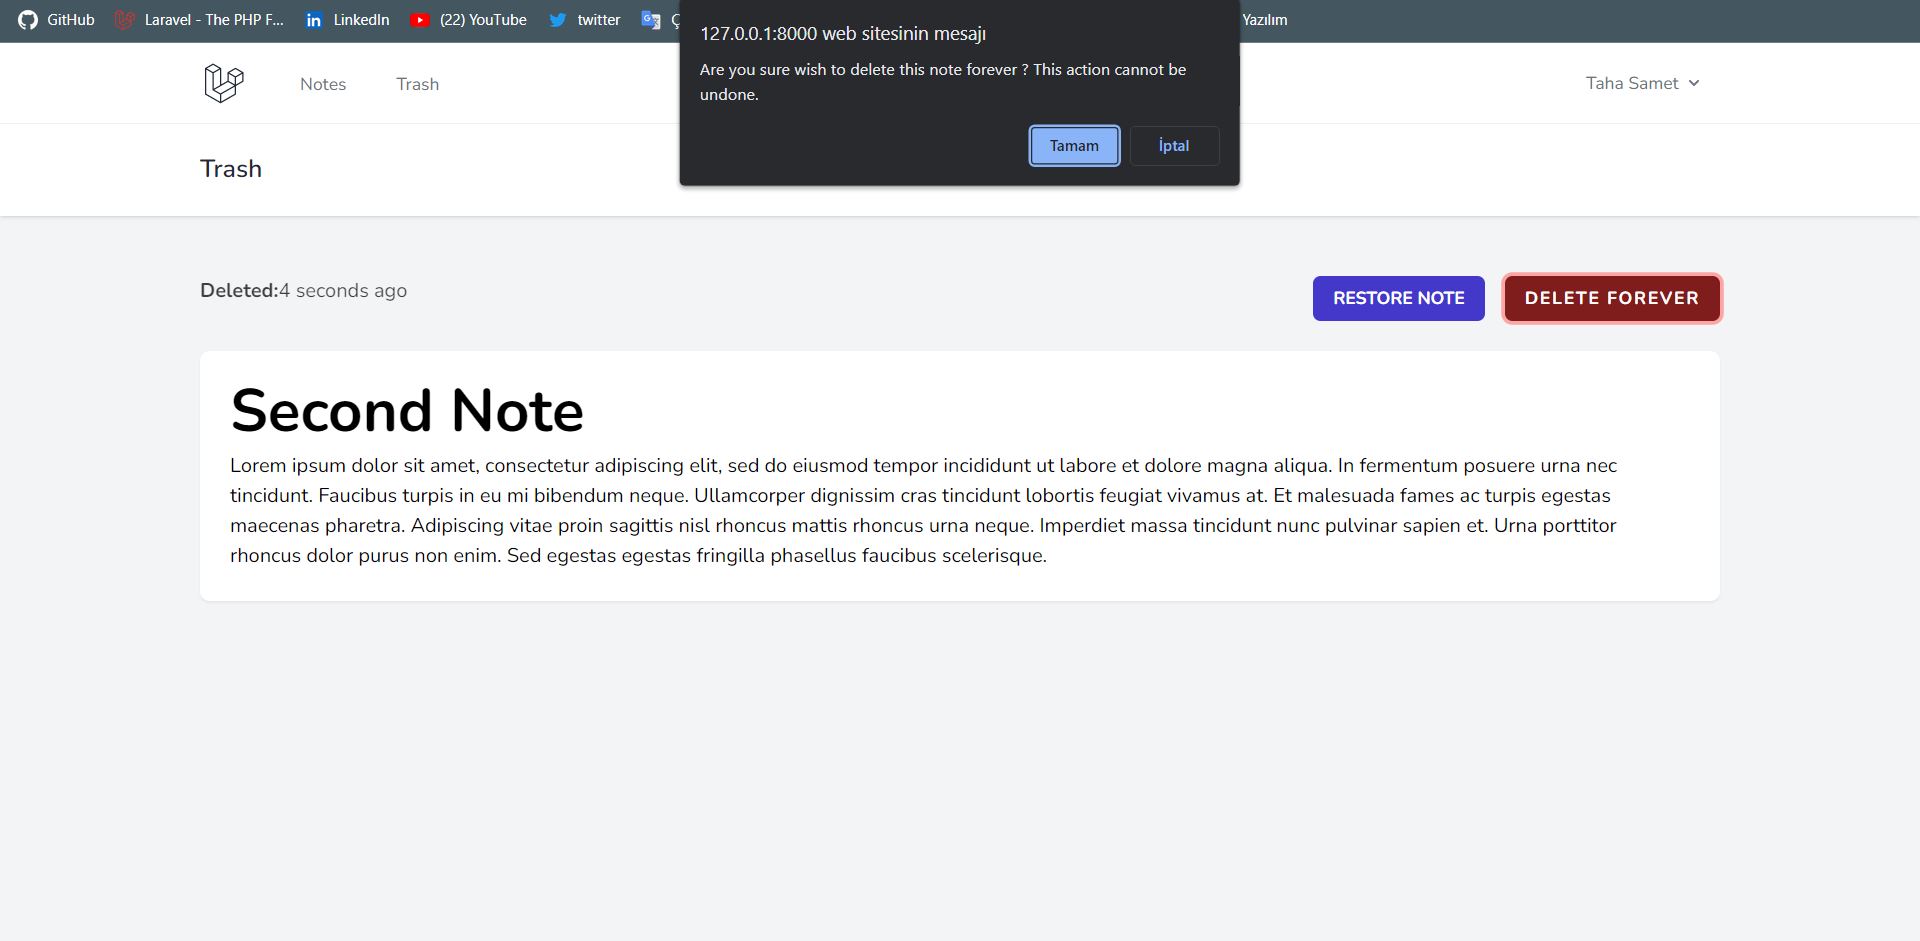 GitHub Laravel - The PHP F... LinkedIn (22) YouTube twitter Yazılım
127.0.0.1:8000 web sitesinin mesajı
Are you sure wish to delete this note forever ? This action cannot be
undone.
Tamam İptal
Notes Trash Taha Samet
Trash
Deleted:4 seconds ago
RESTORE NOTE DELETE FOREVER
Second Note
Lorem ipsum dolor sit amet, consectetur adipiscing elit, sed do eiusmod tempor incididunt ut labore et dolore magna aliqua. In fermentum posuere urna nec
tincidunt. Faucibus turpis in eu mi bibendum neque. Ullamcorper dignissim cras tincidunt lobortis feugiat vivamus at. Et malesuada fames ac turpis egestas
maecenas pharetra. Adipiscing vitae proin sagittis nisl rhoncus mattis rhoncus urna neque. Imperdiet massa tincidunt nunc pulvinar sapien et. Urna porttitor
rhoncus dolor purus non enim. Sed egestas egestas fringilla phasellus faucibus scelerisque.